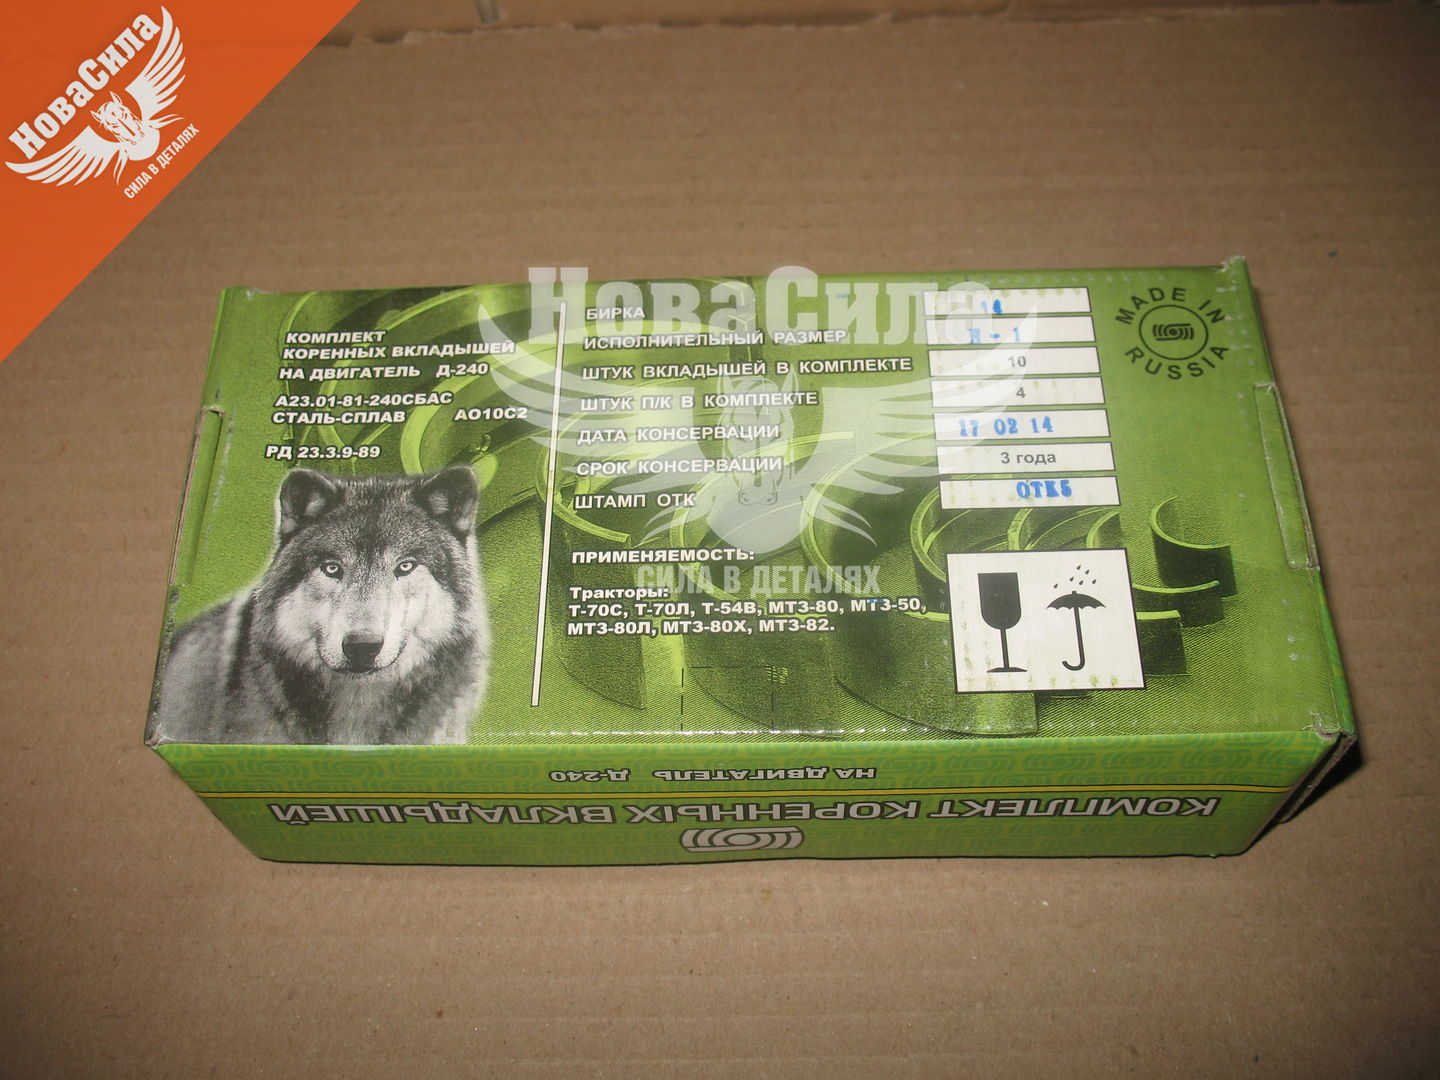 НоваСила
СИЛА В ДЕТАЛЯХ
НоваСила
СИЛА В ДЕТАЛЯХ
КОМПЛЕКТ
КОРЕННЫХ ВКЛАДЫШЕЙ
НА ДВИГАТЕЛЬ Д-240
А23.01-81-240СБАС
СТАЛЬ-СПЛАВ АО10С2
РД 23.3.9-89
БИРКА 14
ИСПОЛНИТЕЛЬНЫЙ РАЗМЕР Н-1
ШТУК ВКЛАДЫШЕЙ В КОМПЛЕКТЕ 10
ШТУК П/К В КОМПЛЕКТЕ 4
ДАТА КОНСЕРВАЦИИ 17 02 14
СРОК КОНСЕРВАЦИИ 3 года
ШТАМП ОТК ОТК5
ПРИМЕНЯЕМОСТЬ:
Тракторы:
Т-70С, Т-70Л, Т-54В, МТЗ-80, МТЗ-50,
МТЗ-80Л, МТЗ-80Х, МТЗ-82.
MADE IN
RUSSIA
НА ДВИГАТЕЛЬ Д-240
КОМПЛЕКТ КОРЕННЫХ ВКЛАДЫШЕЙ